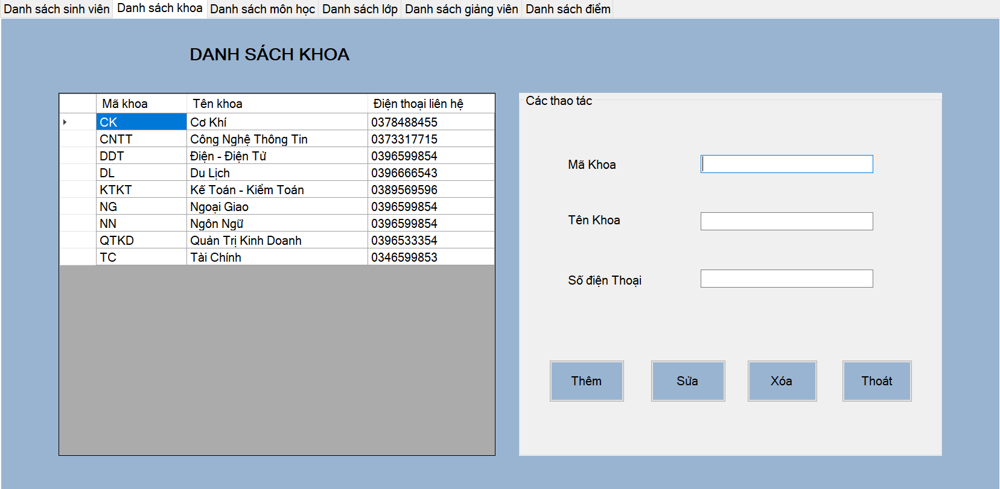 Danh sách sinh viên Danh sách khoa Danh sách môn học Danh sách lớp Danh sách giảng viên Danh sách điểm
DANH SÁCH KHOA
Mã khoa Tên khoa Điện thoại liên hệ
CK Cơ Khí 0378488455
CNTT Công Nghệ Thông Tin 0373317715
DDT Điện - Điện Tử 0396599854
DL Du Lịch 0396666543
KTKT Kế Toán - Kiểm Toán 0389569596
NG Ngoại Giao 0396599854
NN Ngôn Ngữ 0396599854
QTKD Quản Trị Kinh Doanh 0396533354
TC Tài Chính 0346599853
Các thao tác
Mã Khoa
Tên Khoa
Số điện Thoại
Thêm Sửa Xóa Thoát